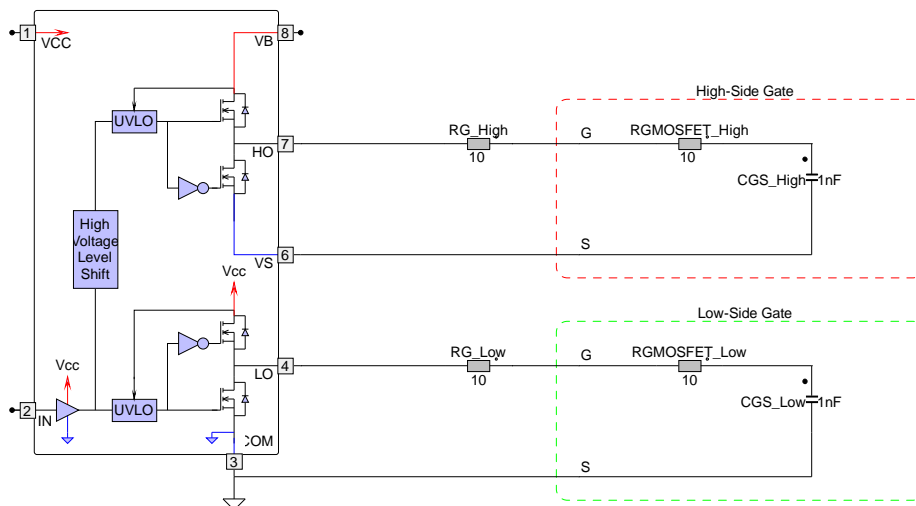 1
VCC
VB
8
UVLO
7
HO
High
Voltage
Level
Shift
VS
6
Vcc
4
LO
Vcc
2
IN
UVLO
COM
3
High-Side Gate
RG_High
10
G
RGMOSFET_High
10
CGS_High
1nF
S
Low-Side Gate
RG_Low
10
G
RGMOSFET_Low
10
CGS_Low
1nF
S